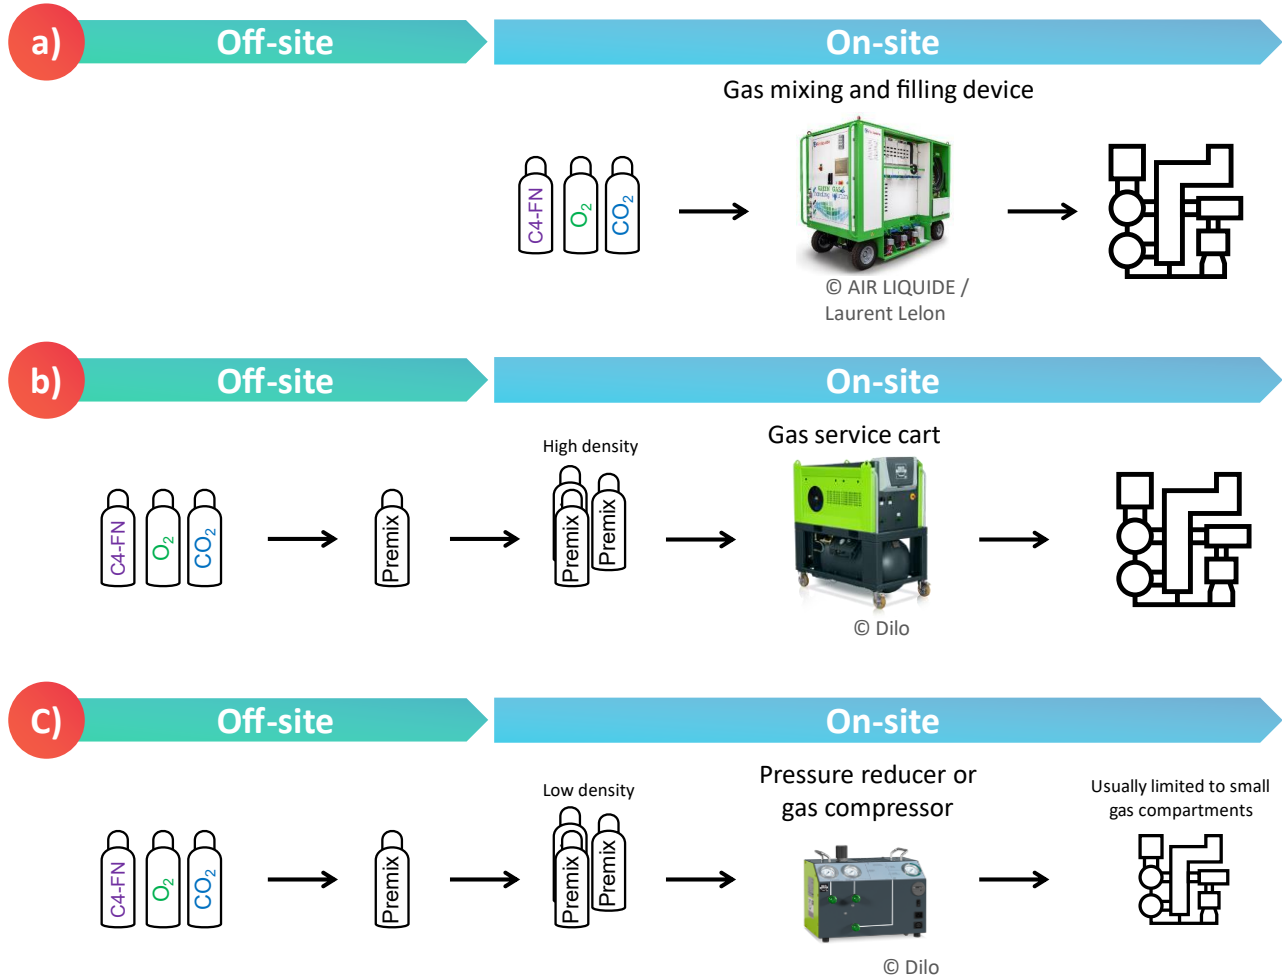 a)
Off-site
On-site
Gas mixing and filling device
C4-FN
O₂
CO₂
© AIR LIQUIDE /
Laurent Lelon
b)
Off-site
On-site
High density
Gas service cart
C4-FN
O₂
CO₂
Premix
Premix
Premix
© Dilo
C)
Off-site
On-site
Low density
Pressure reducer or
gas compressor
Usually limited to small
gas compartments
C4-FN
O₂
CO₂
Premix
Premix
Premix
© Dilo